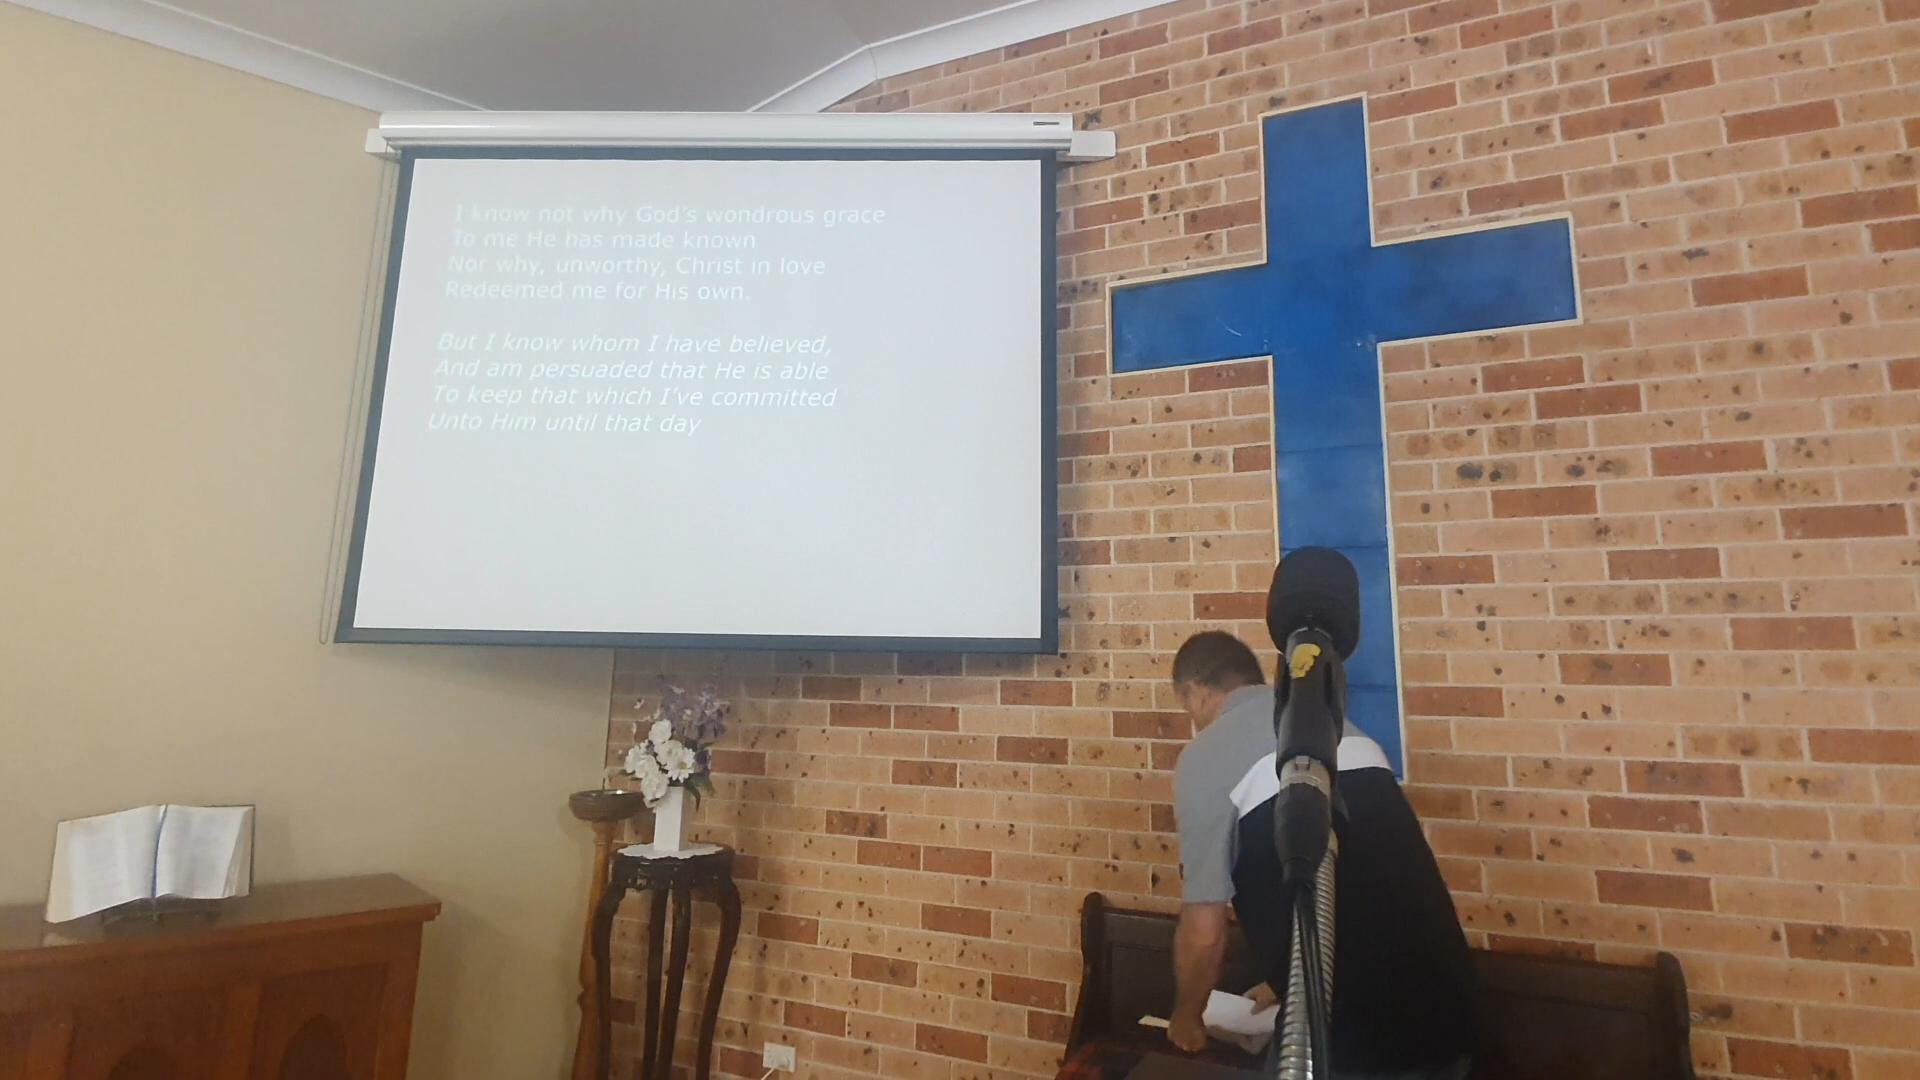 I know not why God's wondrous grace
To me He has made known
Nor why, unworthy, Christ in love
Redeemed me for His own.
But I know whom I have believed,
And am persuaded that He is able
To keep that which I've committed
Unto Him until that day